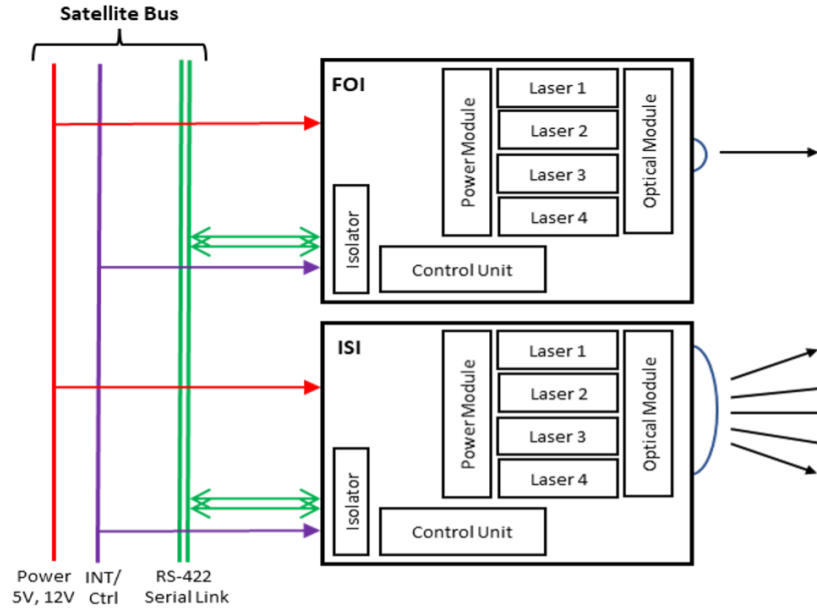 Satellite Bus
FOI
Power Module
Laser 1
Laser 2
Laser 3
Laser 4
Optical Module
Isolator
Control Unit
ISI
Power Module
Laser 1
Laser 2
Laser 3
Laser 4
Optical Module
Isolator
Control Unit
Power
5V, 12V
INT/
Ctrl
RS-422
Serial Link